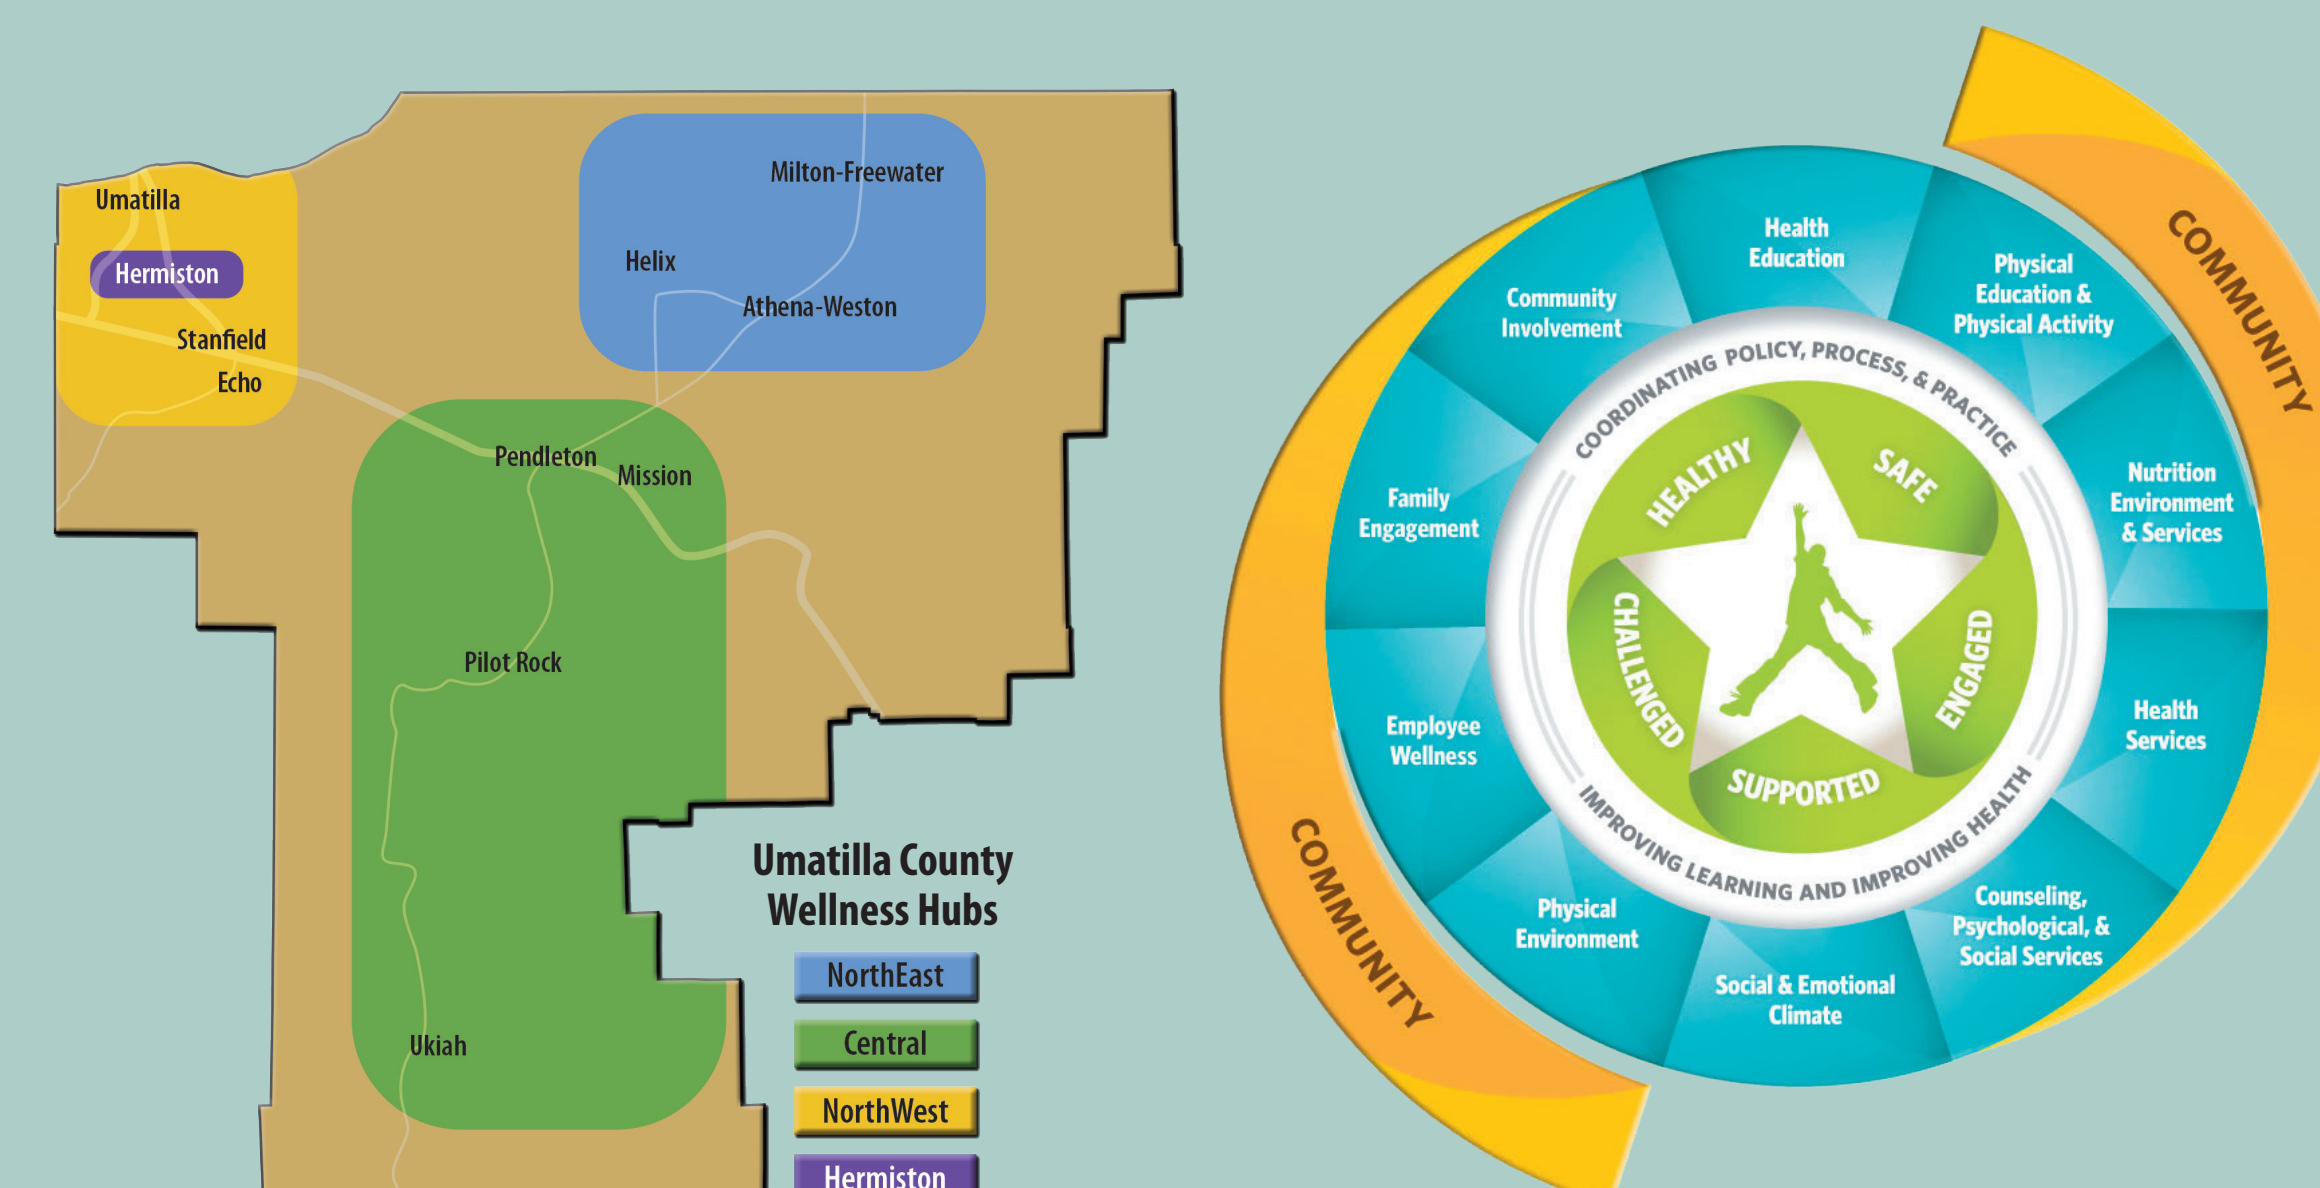 Umatilla
Hermiston
Stanfield
Echo
Milton-Freewater
Helix
Athena-Weston
Pendleton
Mission
Pilot Rock
Ukiah
Umatilla County
Wellness Hubs
NorthEast
Central
NorthWest
Hermiston
COMMUNITY
Health
Education
Physical
Education &
Physical Activity
Nutrition
Environment
& Services
Health
Services
Counseling,
Psychological, &
Social Services
Social & Emotional
Climate
Physical
Environment
Employee
Wellness
Family
Engagement
Community
Involvement
COORDINATING POLICY, PROCESS, & PRACTICE
IMPROVING LEARNING AND IMPROVING HEALTH
HEALTHY
SAFE
ENGAGED
SUPPORTED
CHALLENGED
COMMUNITY